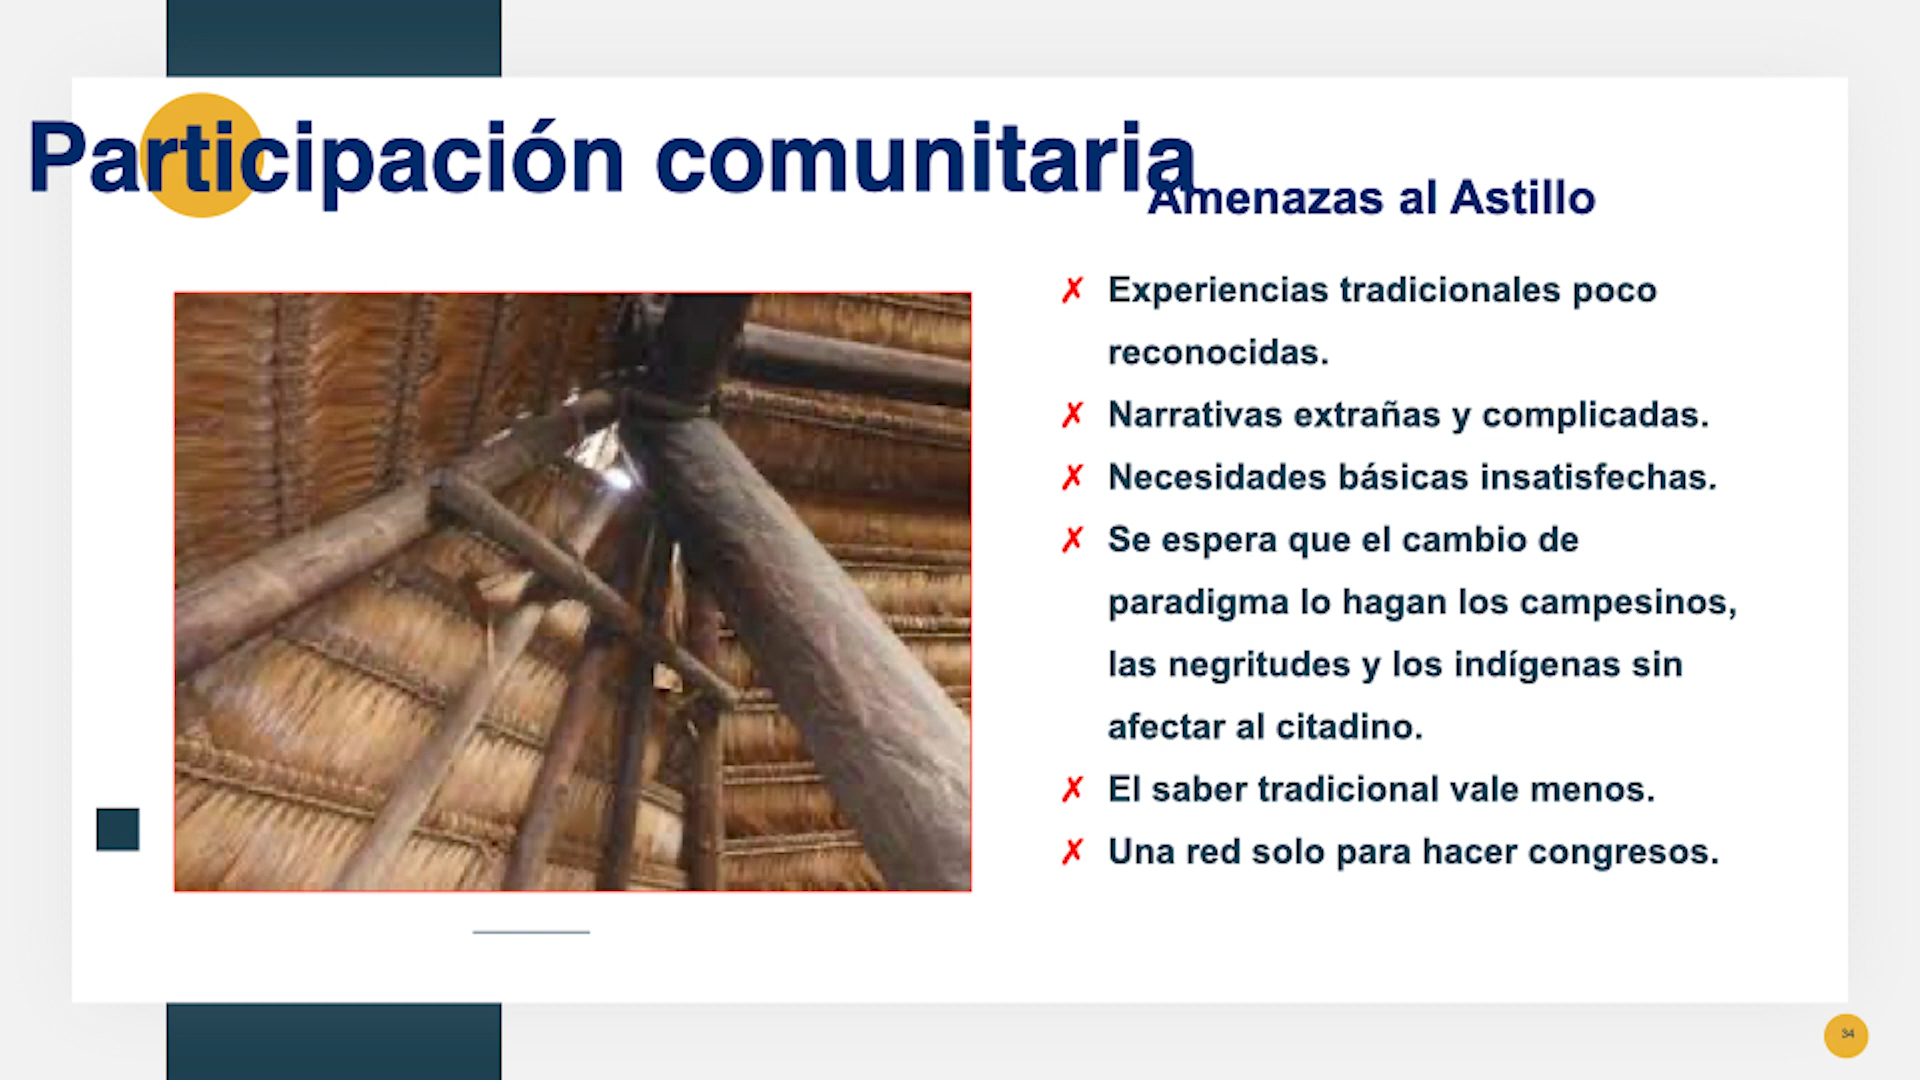 Participación comunitaria
Amenazas al Astillo
✗ Experiencias tradicionales poco
reconocidas.
✗ Narrativas extrañas y complicadas.
✗ Necesidades básicas insatisfechas.
✗ Se espera que el cambio de
paradigma lo hagan los campesinos,
las negritudes y los indígenas sin
afectar al citadino.
✗ El saber tradicional vale menos.
✗ Una red solo para hacer congresos.
34